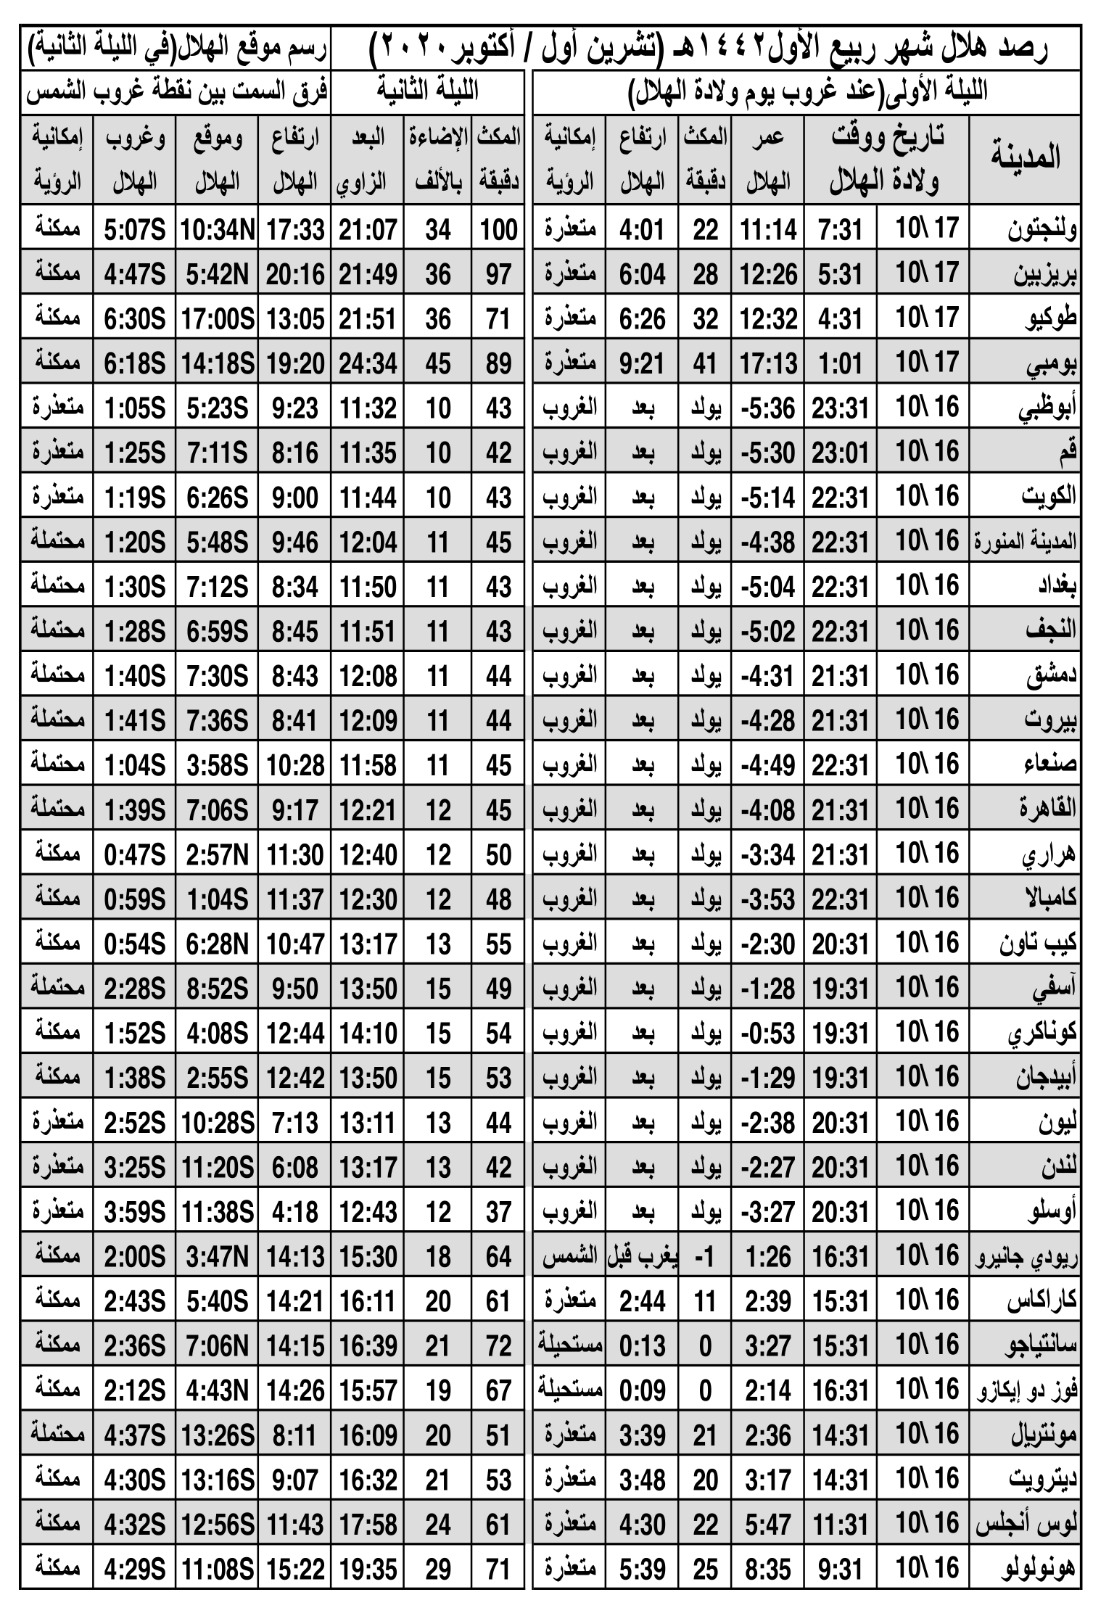 رصد هلال شهر ربيع الأول١٤٤٢هـ (تشرين أول / أكتوبر٢٠٢٠) رسم موقع الهلال(في الليلة الثانية)
الليلة الأولى(عند غروب يوم ولادة الهلال) الليلة الثانية فرق السمت بين نقطة غروب الشمس
المدينة تاريخ ووقت عمر المكث ارتفاع إمكانية المكث الإضاءة البعد ارتفاع وموقع وغروب إمكانية
ولادة الهلال الهلال دقيقة الهلال الرؤية دقيقة بالألف الزاوي الهلال الهلال الهلال الرؤية
ولنجتون 17 \10 7:31 11:14 22 4:01 متعذرة 100 34 21:07 17:33 10:34N 5:07S ممكنة
بريزبين 17 \10 5:31 12:26 28 6:04 متعذرة 97 36 21:49 20:16 5:42N 4:47S ممكنة
طوكيو 17 \10 4:31 12:32 32 6:26 متعذرة 71 36 21:51 13:05 17:00S 6:30S ممكنة
بومبي 17 \10 1:01 17:13 41 9:21 متعذرة 89 45 24:34 19:20 14:18S 6:18S ممكنة
أبوظبي 16 \10 23:31 -5:36 يولد بعد الغروب 43 10 11:32 9:23 5:23S 1:05S متعذرة
قم 16 \10 23:01 -5:30 يولد بعد الغروب 42 10 11:35 8:16 7:11S 1:25S متعذرة
الكويت 16 \10 22:31 -5:14 يولد بعد الغروب 43 10 11:44 9:00 6:26S 1:19S متعذرة
المدينة المنورة 16 \10 22:31 -4:38 يولد بعد الغروب 45 11 12:04 9:46 5:48S 1:20S محتملة
بغداد 16 \10 22:31 -5:04 يولد بعد الغروب 43 11 11:50 8:34 7:12S 1:30S محتملة
النجف 16 \10 22:31 -5:02 يولد بعد الغروب 43 11 11:51 8:45 6:59S 1:28S محتملة
دمشق 16 \10 21:31 -4:31 يولد بعد الغروب 44 11 12:08 8:43 7:30S 1:40S محتملة
بيروت 16 \10 21:31 -4:28 يولد بعد الغروب 44 11 12:09 8:41 7:36S 1:41S محتملة
صنعاء 16 \10 22:31 -4:49 يولد بعد الغروب 45 11 11:58 10:28 3:58S 1:04S محتملة
القاهرة 16 \10 21:31 -4:08 يولد بعد الغروب 45 12 12:21 9:17 7:06S 1:39S محتملة
هراري 16 \10 21:31 -3:34 يولد بعد الغروب 50 12 12:40 11:30 2:57N 0:47S ممكنة
كامبالا 16 \10 22:31 -3:53 يولد بعد الغروب 48 12 12:30 11:37 1:04S 0:59S ممكنة
كيب تاون 16 \10 20:31 -2:30 يولد بعد الغروب 55 13 13:17 10:47 6:28N 0:54S ممكنة
آسفي 16 \10 19:31 -1:28 يولد بعد الغروب 49 15 13:50 9:50 8:52S 2:28S محتملة
كوناكري 16 \10 19:31 -0:53 يولد بعد الغروب 54 15 14:10 12:44 4:08S 1:52S ممكنة
أبيدجان 16 \10 19:31 -1:29 يولد بعد الغروب 53 15 13:50 12:42 2:55S 1:38S ممكنة
ليون 16 \10 20:31 -2:38 يولد بعد الغروب 44 13 13:11 7:13 10:28S 2:52S متعذرة
لندن 16 \10 20:31 -2:27 يولد بعد الغروب 42 13 13:17 6:08 11:20S 3:25S متعذرة
أوسلو 16 \10 20:31 -3:27 يولد بعد الغروب 37 12 12:43 4:18 11:38S 3:59S متعذرة
ريودي جانيرو 16 \10 16:31 1:26 -1 يغرب قبل الشمس 64 18 15:30 14:13 3:47N 2:00S ممكنة
كاراكاس 16 \10 15:31 2:39 11 2:44 متعذرة 61 20 16:11 14:21 5:40S 2:43S ممكنة
سانتياجو 16 \10 15:31 3:27 0 0:13 مستحيلة 72 21 16:39 14:15 7:06N 2:36S ممكنة
فوز دو إيكازو 16 \10 16:31 2:14 0 0:09 مستحيلة 67 19 15:57 14:26 4:43N 2:12S ممكنة
مونتريال 16 \10 14:31 2:36 21 3:39 متعذرة 51 20 16:09 8:11 13:26S 4:37S محتملة
ديترويت 16 \10 14:31 3:17 20 3:48 متعذرة 53 21 16:32 9:07 13:16S 4:30S ممكنة
لوس أنجلس 16 \10 11:31 5:47 22 4:30 متعذرة 61 24 17:58 11:43 12:56S 4:32S ممكنة
هونولولو 16 \10 9:31 8:35 25 5:39 متعذرة 71 29 19:35 15:22 11:08S 4:29S ممكنة